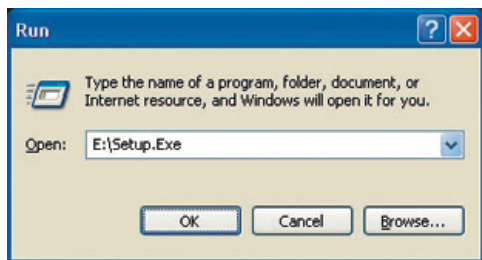 Run
Type the name of a program, folder, document, or
Internet resource, and Windows will open it for you.
Open: E:\Setup.Exe
OK Cancel Browse...